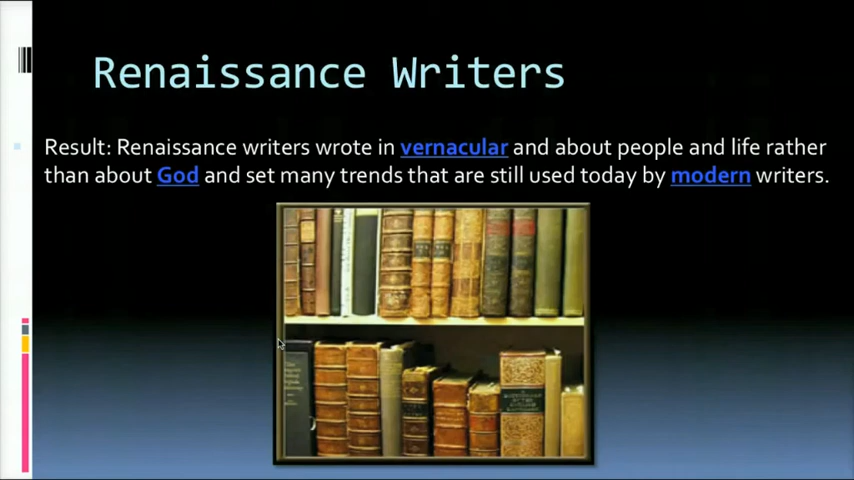 Renaissance Writers
Result: Renaissance writers wrote in vernacular and about people and life rather
than about God and set many trends that are still used today by modern writers.